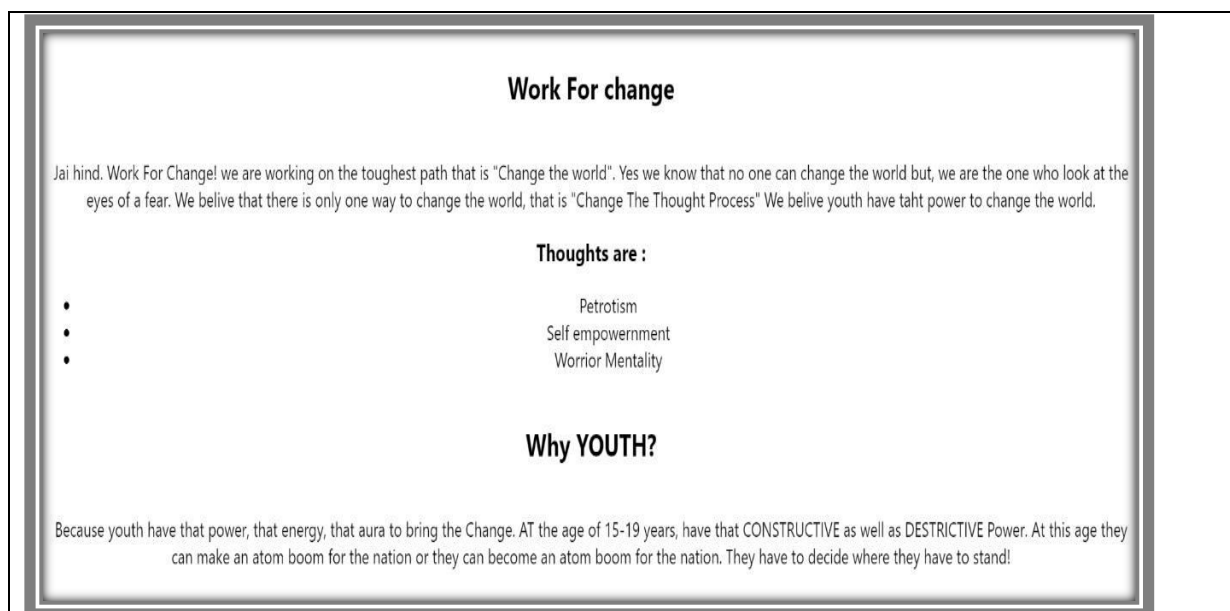 Work For change
Jai hind. Work For Change! we are working on the toughest path that is "Change the world". Yes we know that no one can change the world but, we are the one who look at the
eyes of a fear. We belive that there is only one way to change the world, that is "Change The Thought Process" We belive youth have taht power to change the world.
Thoughts are :
• Petrotism
• Self empowernment
• Worrior Mentality
Why YOUTH?
Because youth have that power, that energy, that aura to bring the Change. AT the age of 15-19 years, have that CONSTRUCTIVE as well as DESTRICTIVE Power. At this age they
can make an atom boom for the nation or they can become an atom boom for the nation. They have to decide where they have to stand!